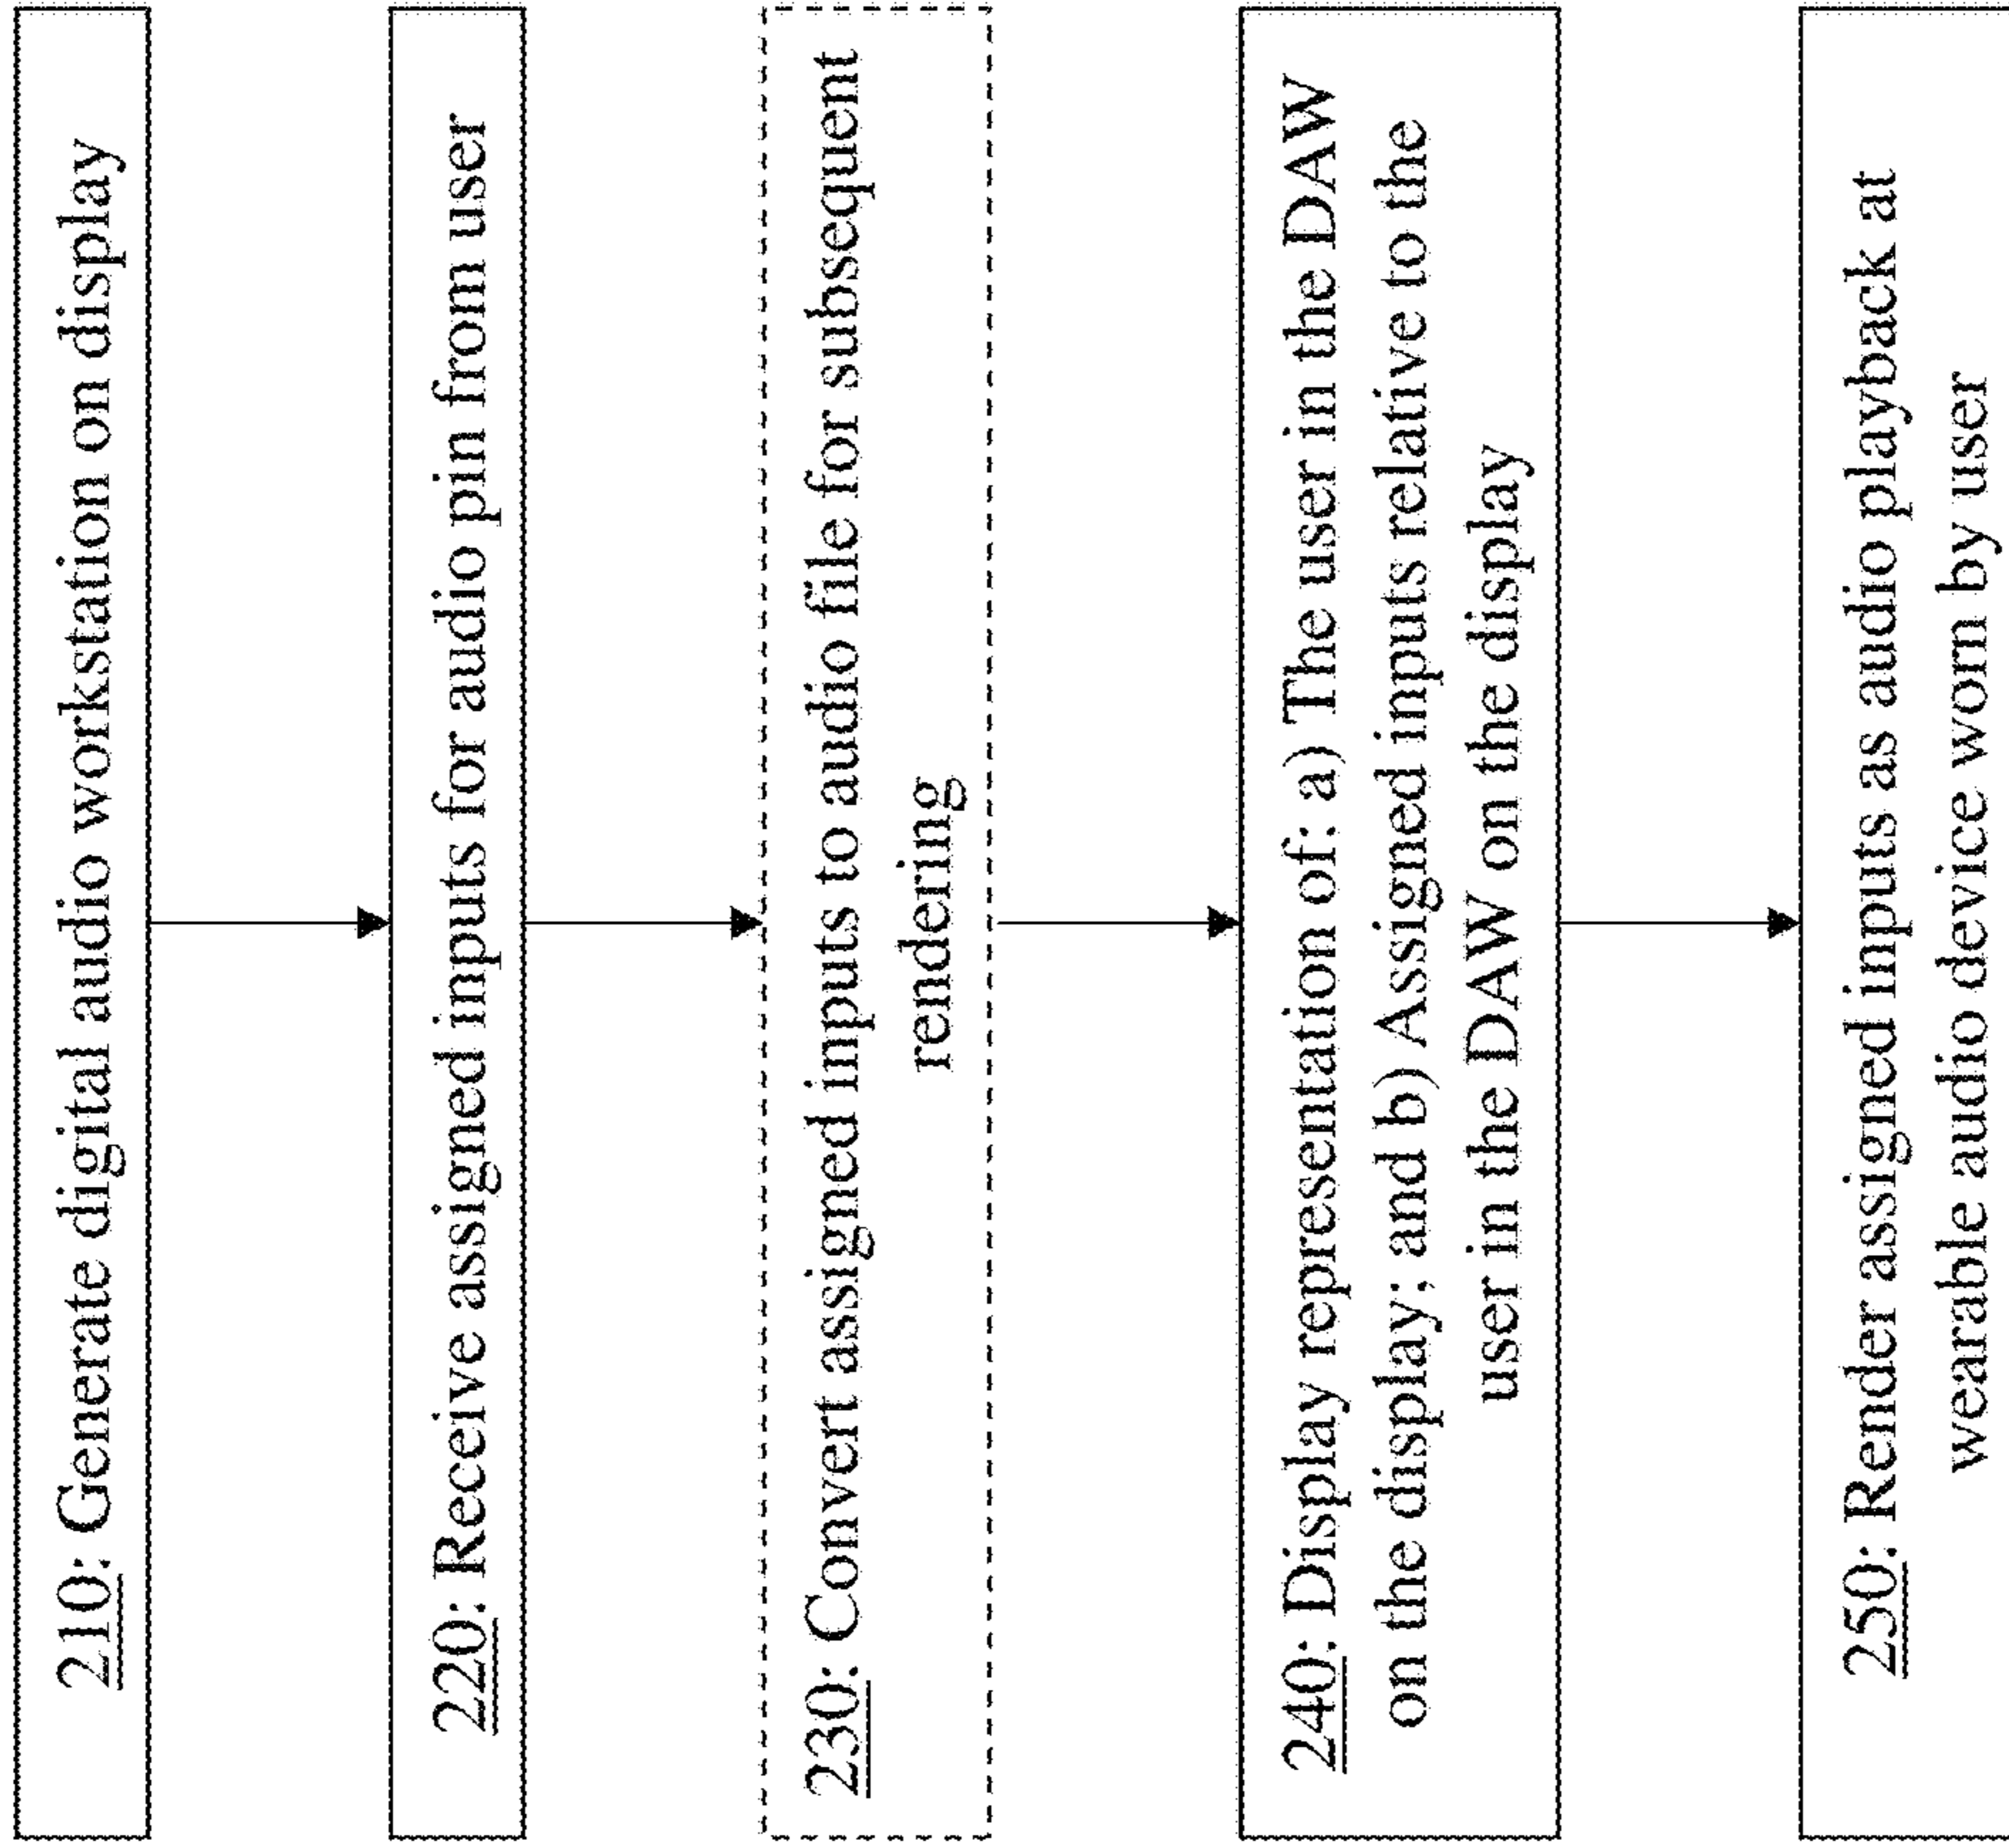 210: Generate digital audio workstation on display
220: Receive assigned inputs for audio pin from user
230: Convert assigned inputs to audio file for subsequent
rendering
240: Display representation of: a) The user in the DAW
on the display; and b) Assigned inputs relative to the
user in the DAW on the display
250: Render assigned inputs as audio playback at
wearable audio device worn by user